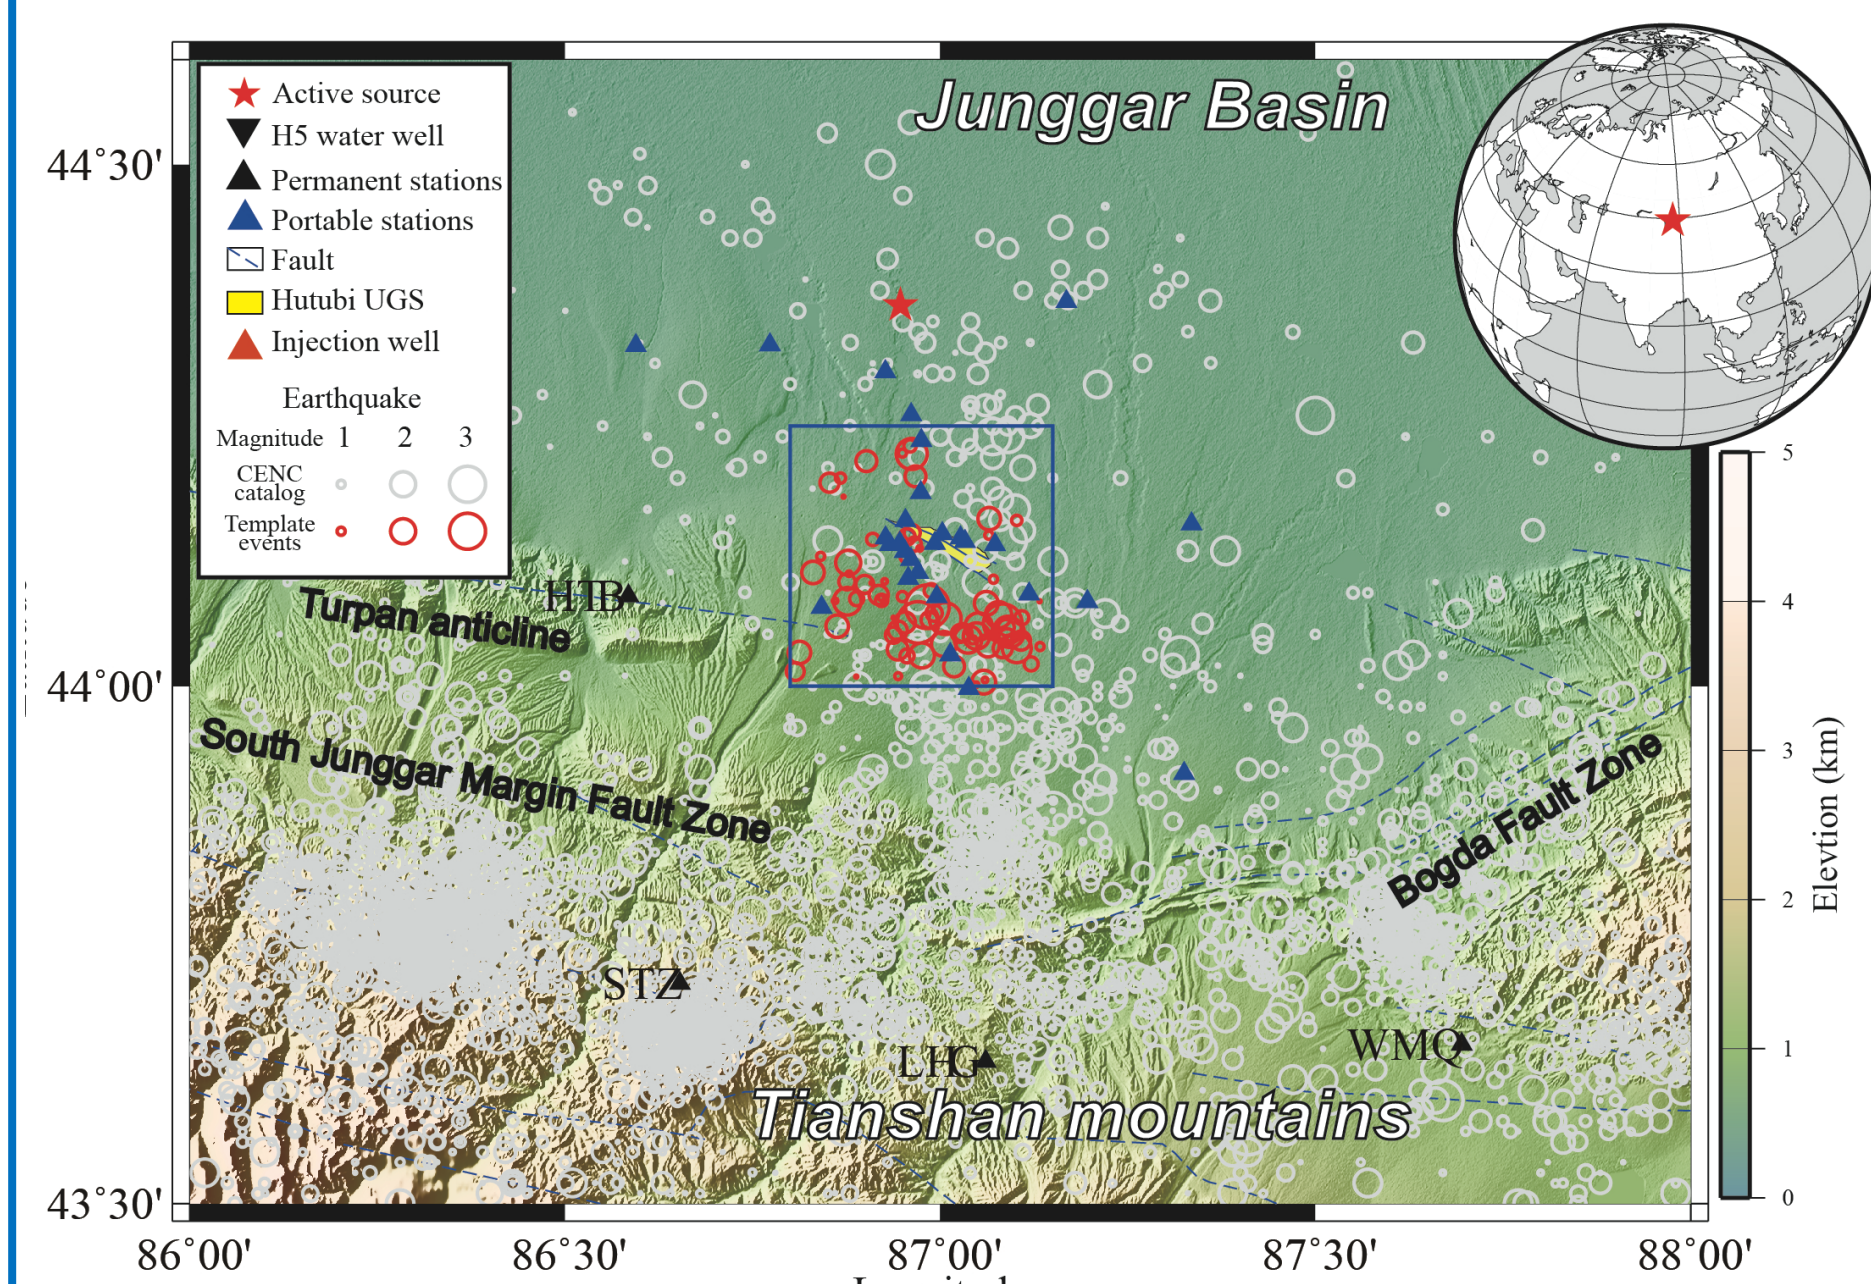 Junggar Basin
Active source
H5 water well
Permanent stations
Portable stations
Fault
Hutubi UGS
Injection well
Earthquake
Magnitude 1 2 3
CENC
catalog
Template
events
44°30'
44°00'
43°30'
HTB
Turpan anticline
South Junggar Margin Fault Zone
Bogda Fault Zone
STZ
LHG
WMQ
Tianshan mountains
5
4
3
2
1
0
Elevtion (km)
86°00'
86°30'
87°00'
87°30'
88°00'